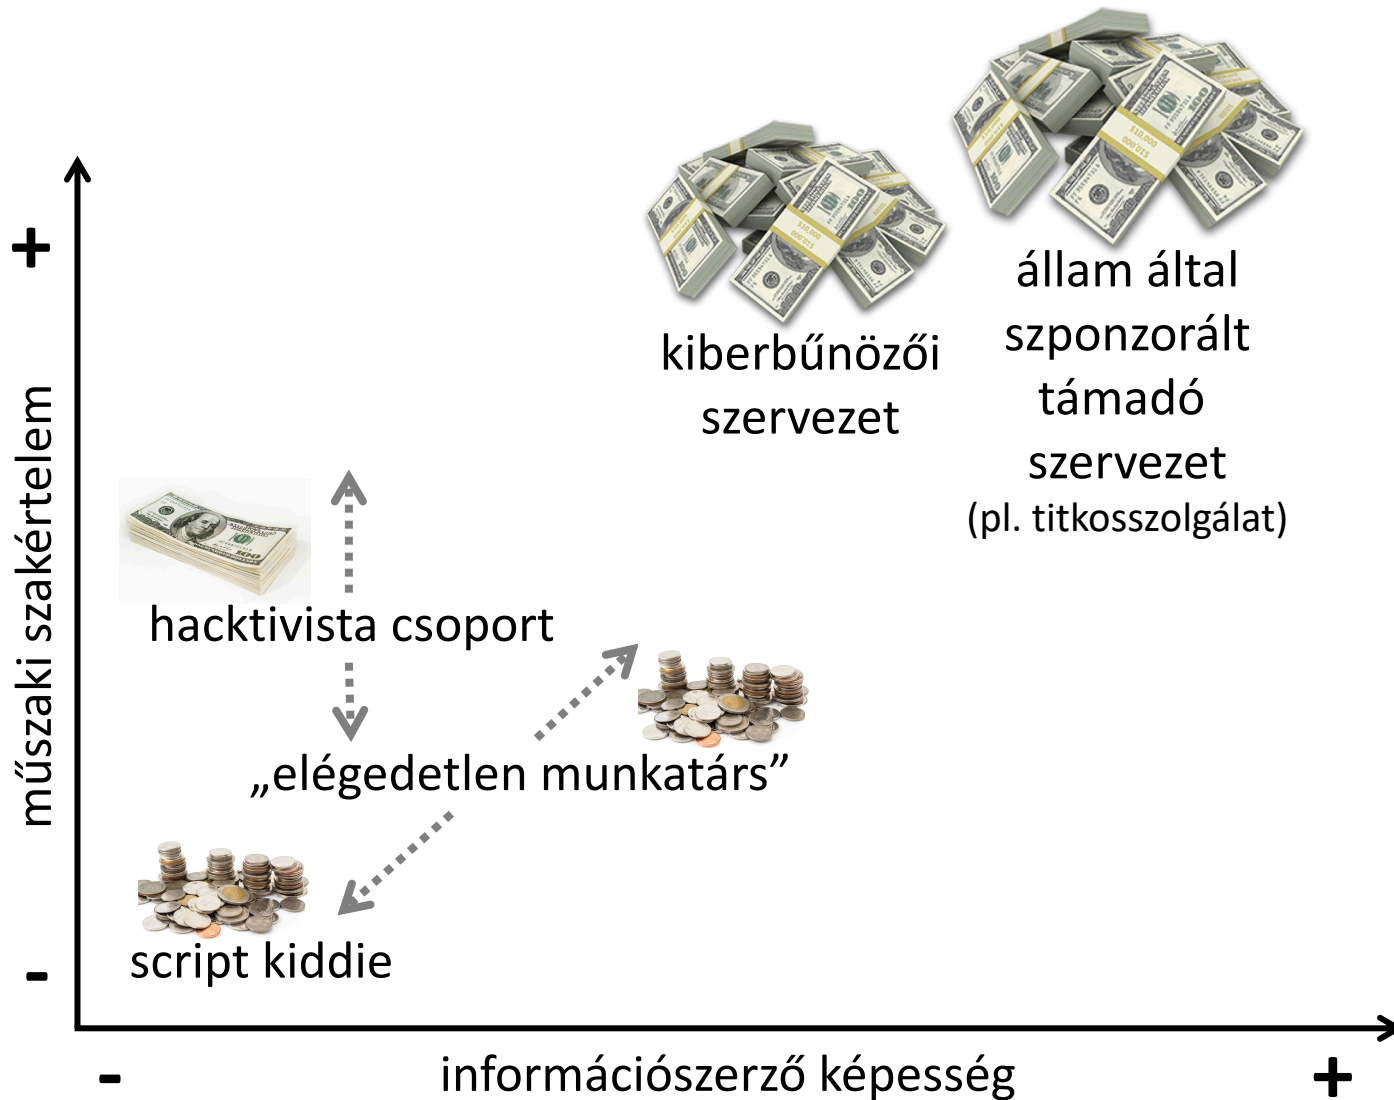 állam által
szponzorált
támadó
szervezet
(pl. titkosszolgálat)
kiberbűnözői
szervezet
+
műszaki szakértelem
-
hacktivista csoport
„elégedetlen munkatárs”
script kiddie
-
információszerző képesség
+